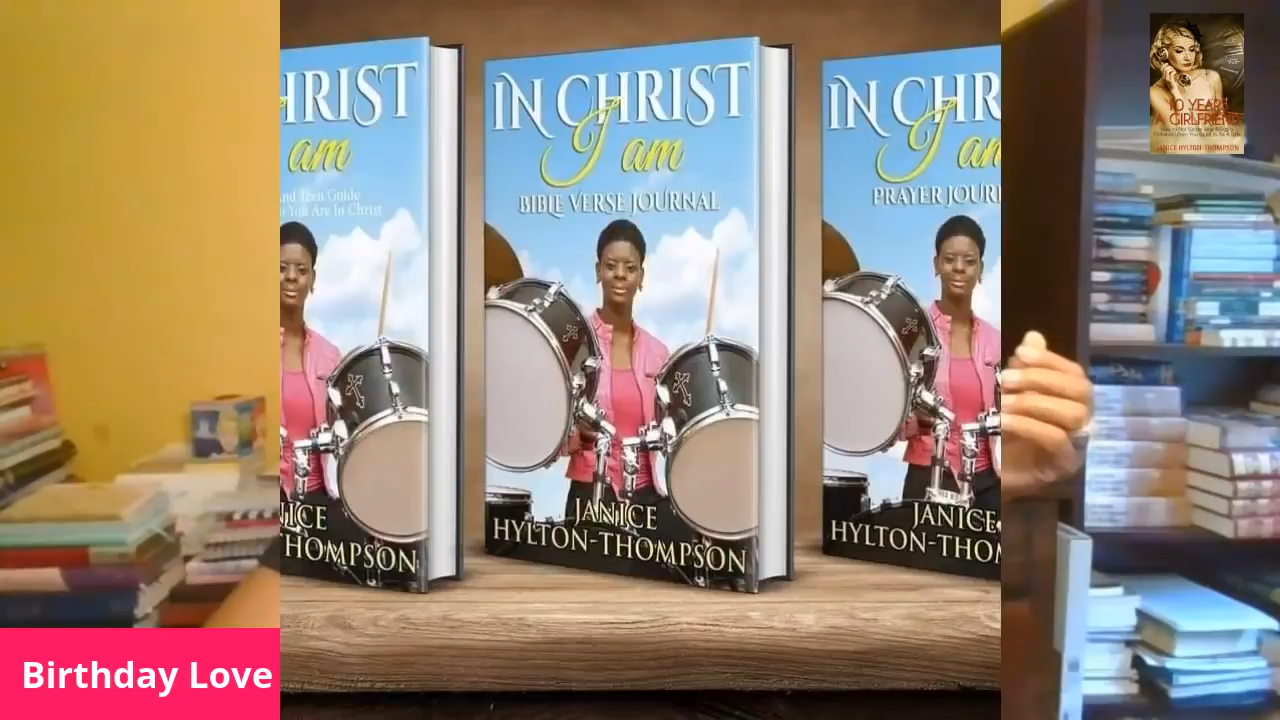 HRIST
am
nd Teen Guide
o You Are In Christ
NICE
THOMPSON
IN CHRIST
I am
BIBLE VERSE JOURNAL
JANICE
HYLTON-THOMPSON
IN CHR
I am
PRAYER JOUR
JANICE
HYLTON-THOM
10 YEARS
A GIRLFRIEND
JANICE HYLTON-THOMPSON
Birthday Love